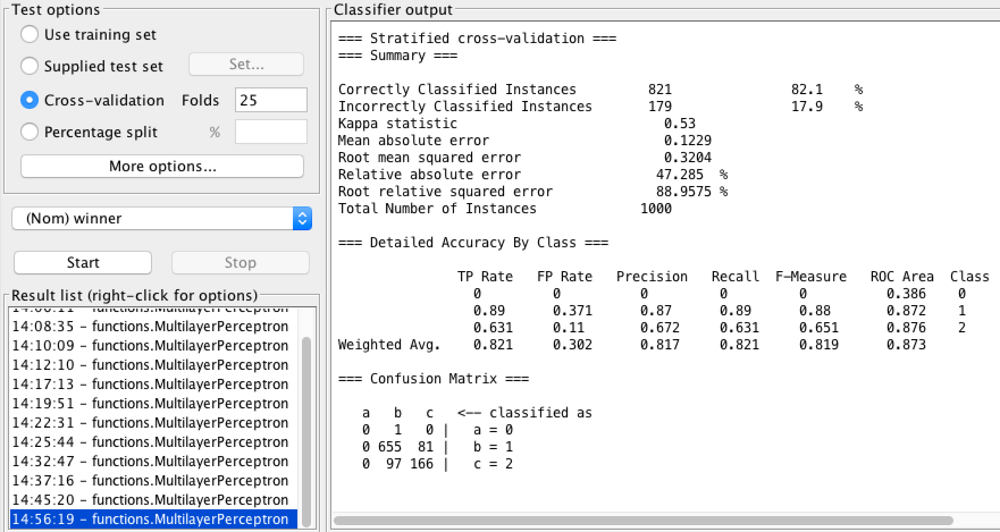 Test options
Use training set
Supplied test set
Set...
Cross-validation Folds 25
Percentage split %
More options...
(Nom) winner
Start
Stop
Result list (right-click for options)
14:08:35 - functions.MultilayerPerceptron
14:10:09 - functions.MultilayerPerceptron
14:12:10 - functions.MultilayerPerceptron
14:17:13 - functions.MultilayerPerceptron
14:19:51 - functions.MultilayerPerceptron
14:22:31 - functions.MultilayerPerceptron
14:25:44 - functions.MultilayerPerceptron
14:32:47 - functions.MultilayerPerceptron
14:37:16 - functions.MultilayerPerceptron
14:45:20 - functions.MultilayerPerceptron
14:56:19 - functions.MultilayerPerceptron
Classifier output
=== Stratified cross-validation ===
=== Summary ===
Correctly Classified Instances 821 82.1 %
Incorrectly Classified Instances 179 17.9 %
Kappa statistic 0.53
Mean absolute error 0.1229
Root mean squared error 0.3204
Relative absolute error 47.285 %
Root relative squared error 88.9575 %
Total Number of Instances 1000
=== Detailed Accuracy By Class ===
TP Rate FP Rate Precision Recall F-Measure ROC Area Class
0 0 0 0 0 0.386 0
0.89 0.371 0.87 0.89 0.88 0.872 1
0.631 0.11 0.672 0.631 0.651 0.876 2
Weighted Avg. 0.821 0.302 0.817 0.821 0.819 0.873
=== Confusion Matrix ===
a b c <-- classified as
0 1 0 | a = 0
0 655 81 | b = 1
0 97 166 | c = 2